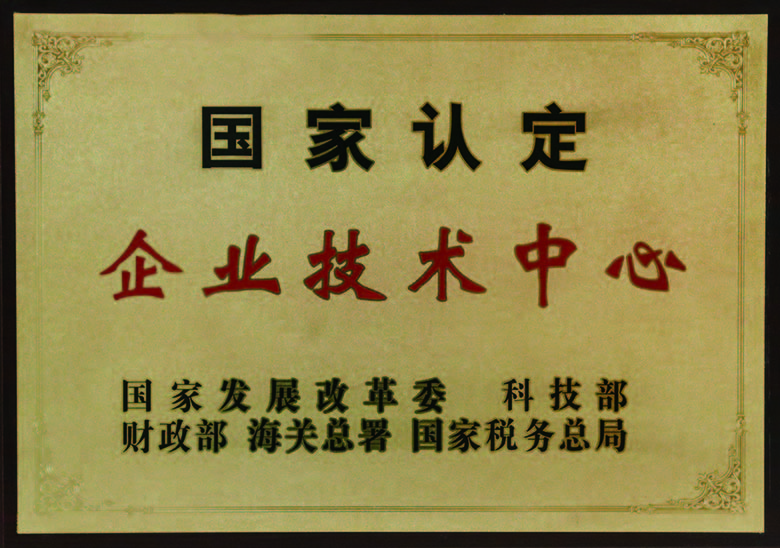 国家认定
企业技术中心
国家发展改革委 科技部
财政部 海关总署 国家税务总局